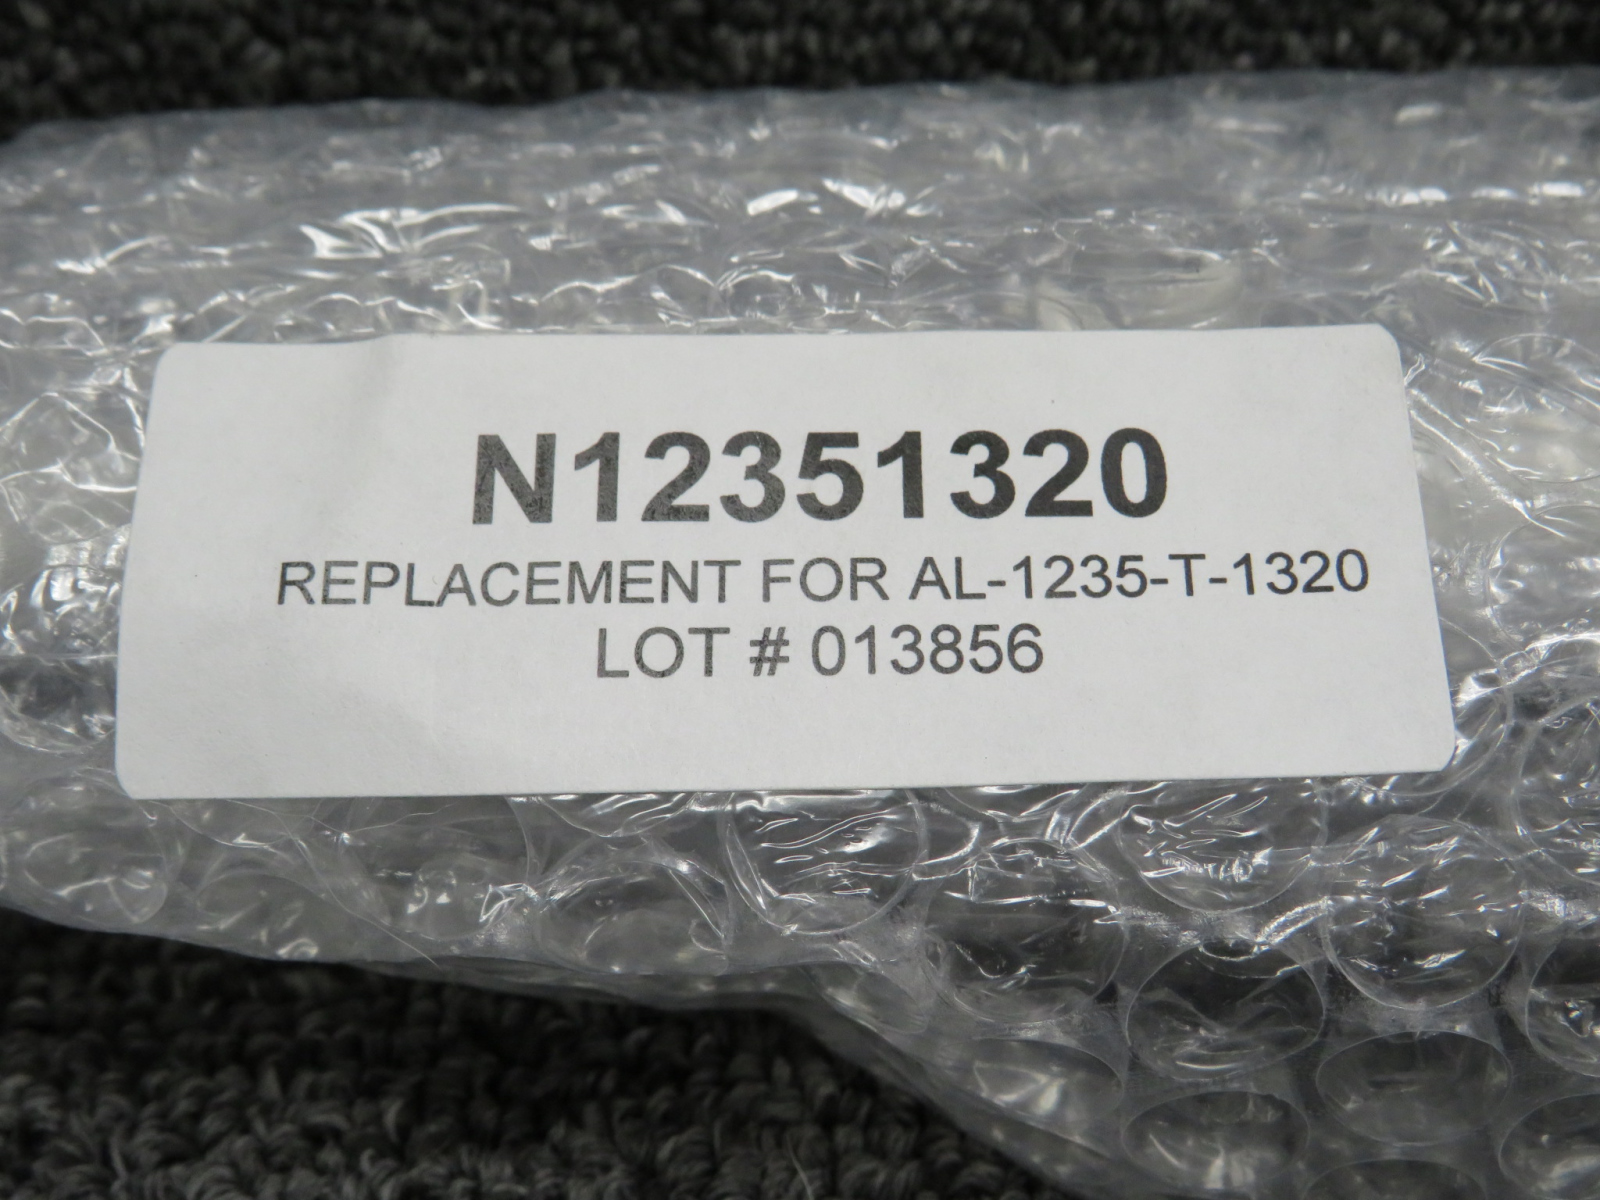 N12351320
REPLACEMENT FOR AL-1235-T-1320
LOT # 013856